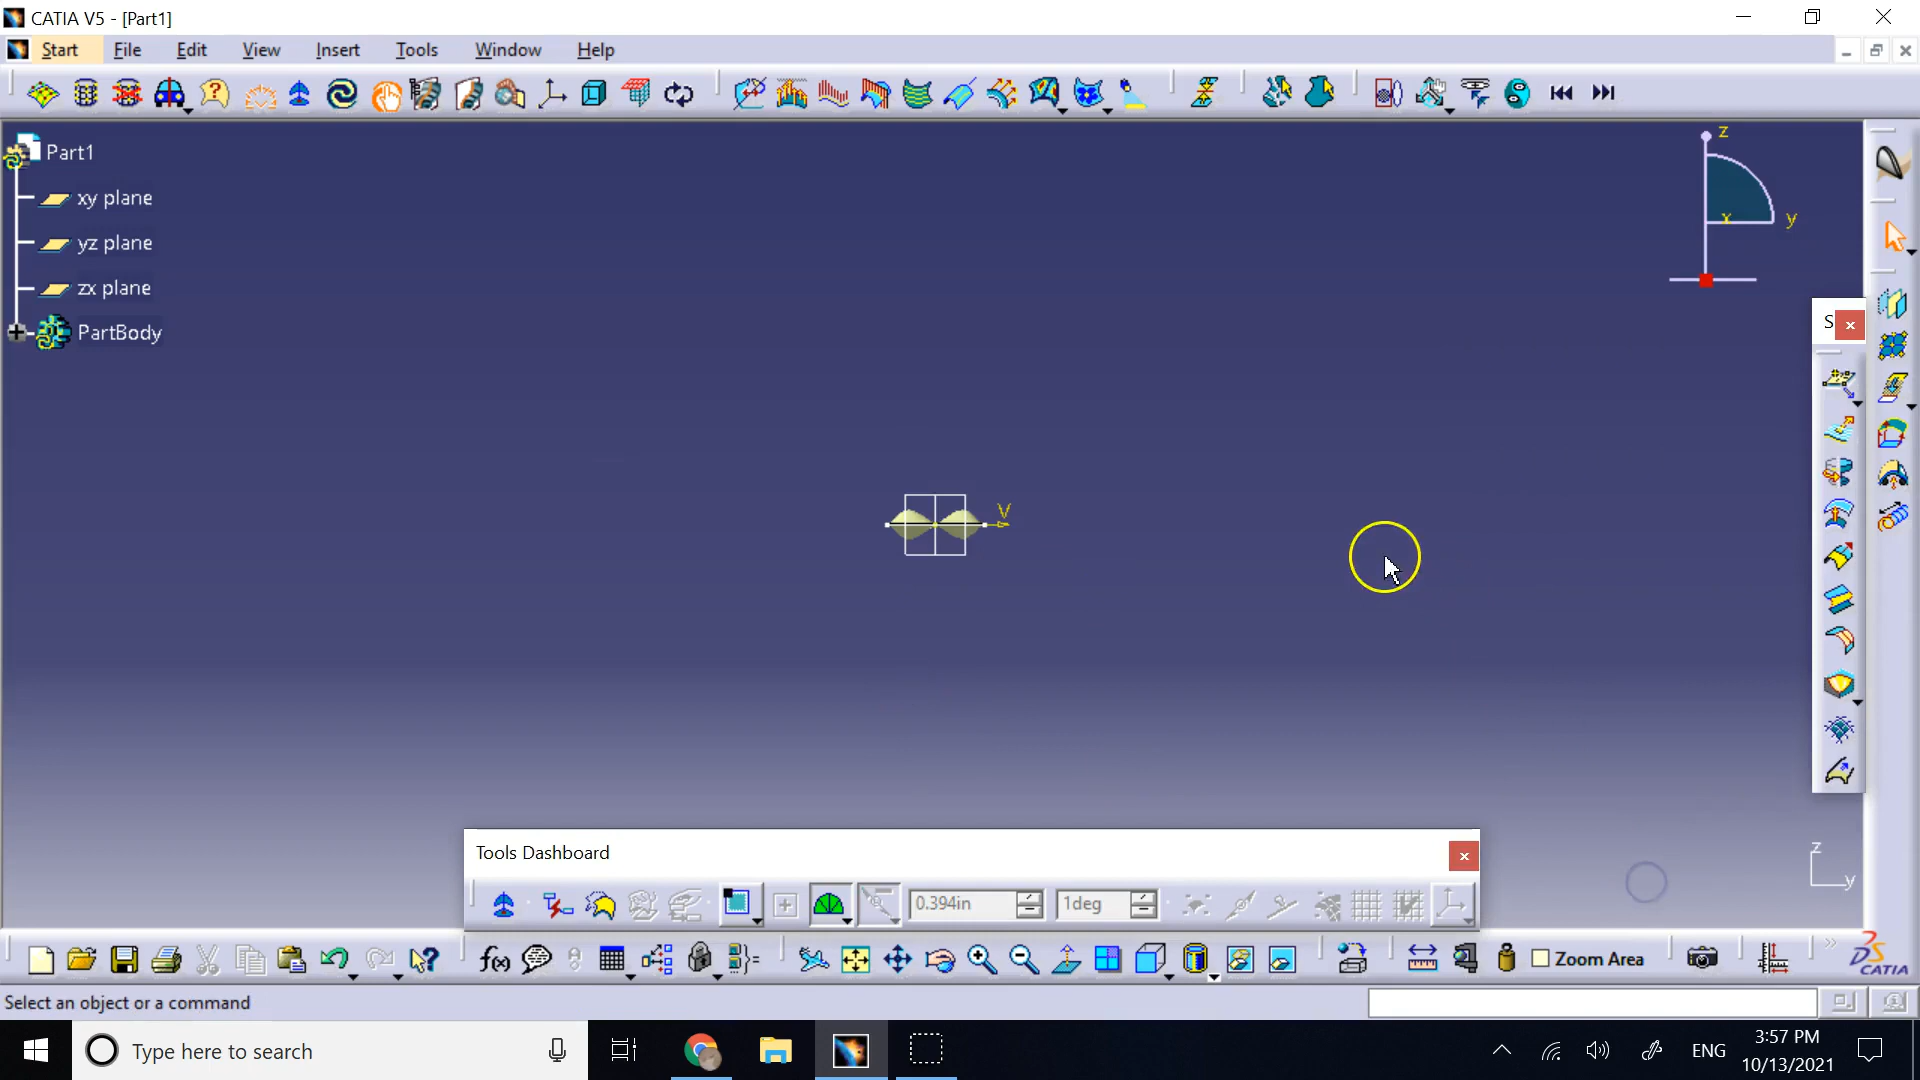 CATIA V5 - [Part1]
Start File Edit View Insert Tools Window Help
Part1
xy plane
yz plane
zx plane
PartBody
z
x
y
S
V
z
y
Tools Dashboard
0.394in
1deg
f(x)
Zoom Area
CATIA
Select an object or a command
Type here to search
ENG
3:57 PM
10/13/2021